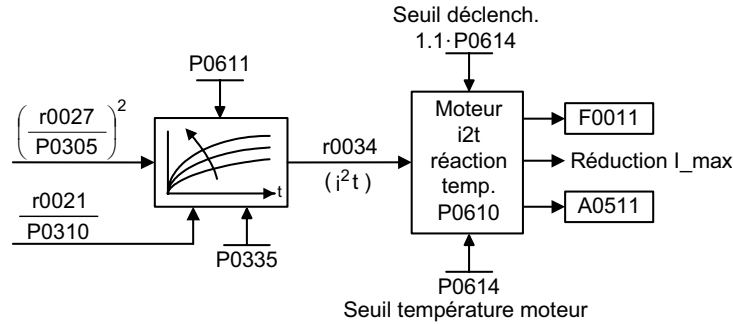 Seuil déclench.
1.1·P0614
P0611
(r0027 / P0305)²
r0021
P0310
t
P0335
r0034
(i²t)
Moteur
i2t
réaction
temp.
P0610
F0011
Réduction I_max
A0511
P0614
Seuil température moteur